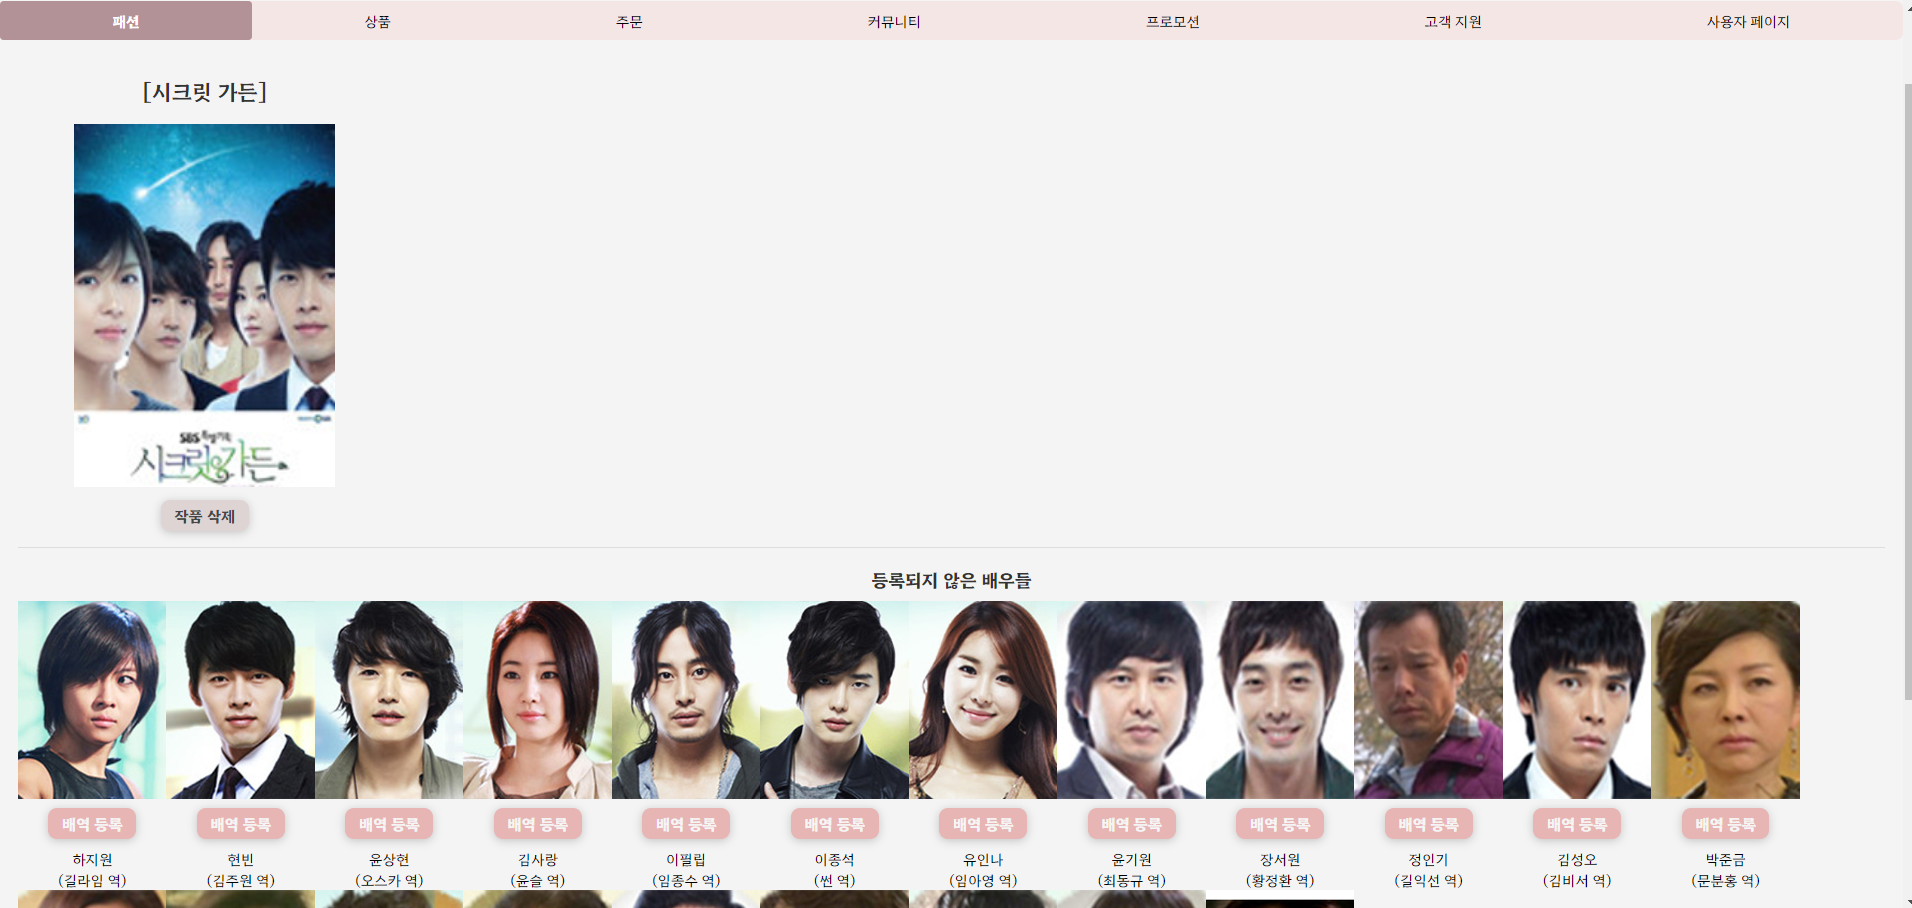 패션 상품 주문 커뮤니티 프로모션 고객 지원 사용자 페이지
[시크릿 가든]
SBS 특별기획
시크릿 가든
작품 삭제
등록되지 않은 배우들
배역 등록 배역 등록 배역 등록 배역 등록 배역 등록 배역 등록 배역 등록 배역 등록 배역 등록 배역 등록 배역 등록 배역 등록
하지원 현빈 윤상현 김사랑 이필립 이종석 유인나 윤기원 장서원 정인기 김성오 박준금
(길라임 역) (김주원 역) (오스카 역) (윤슬 역) (임종수 역) (썬 역) (임아영 역) (최동규 역) (황정환 역) (길익선 역) (김비서 역) (문분홍 역)